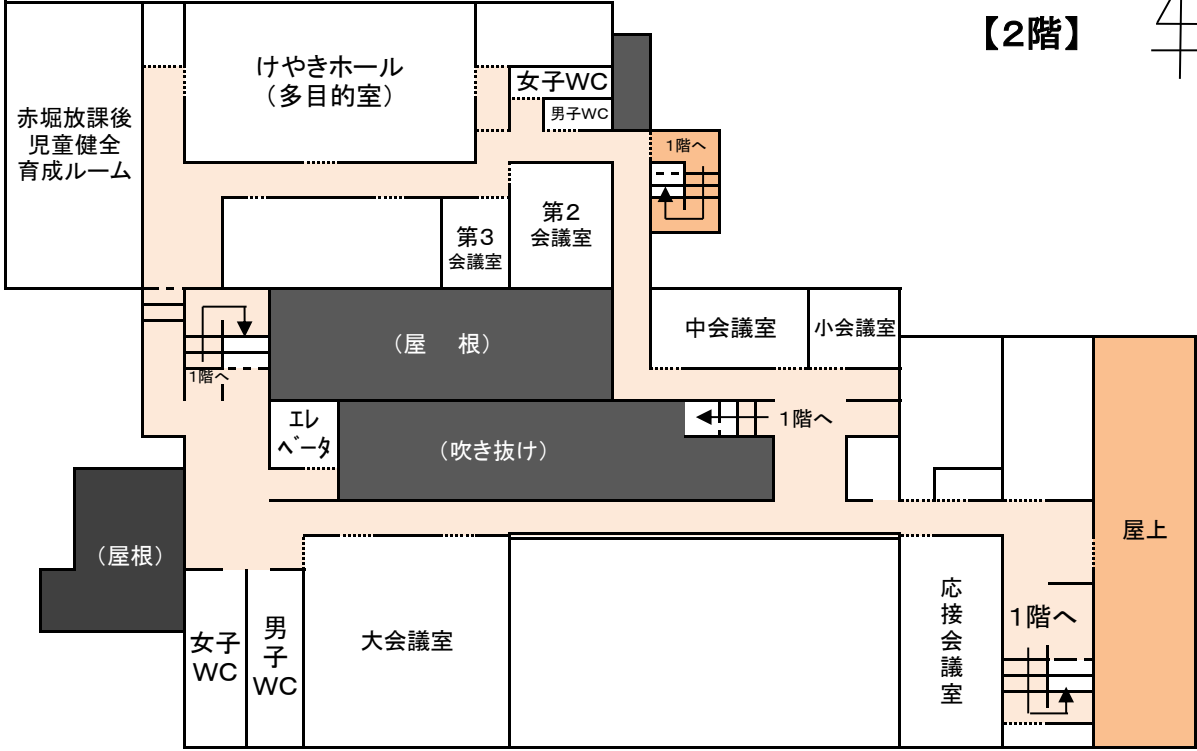 【2階】
けやきホール
（多目的室）
女子WC
男子WC
赤堀放課後
児童健全
育成ルーム
1階へ
第2
会議室
第3
会議室
（屋　根）
中会議室
小会議室
1階へ
エレ
ベータ
（吹き抜け）
1階へ
（屋根）
屋上
女子
WC
男
子
WC
大会議室
応
接
会
議
室
1階へ